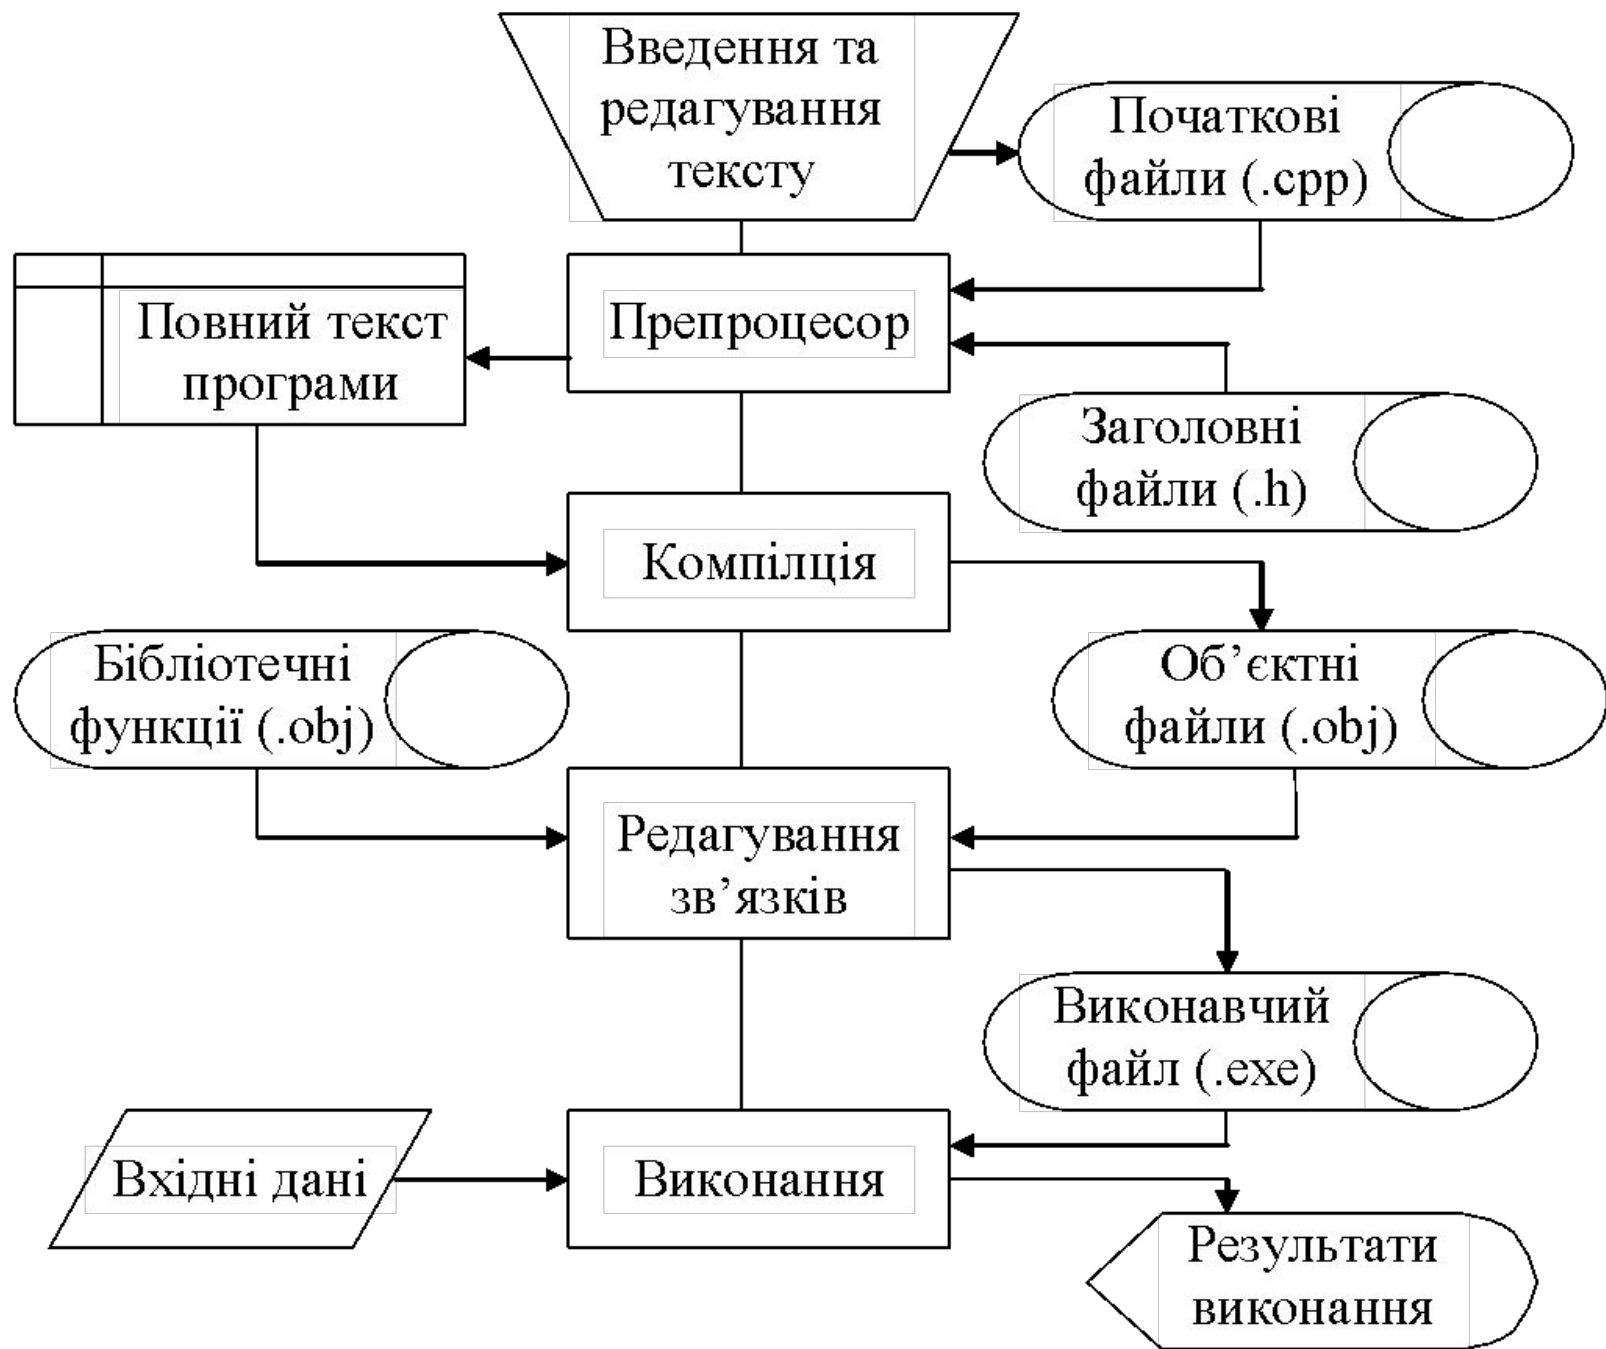 Введення та
редагування
тексту
Початкові
файли (.cpp)
Препроцесор
Повний текст
програми
Заголовні
файли (.h)
Компілція
Бібліотечні
функції (.obj)
Об’єктні
файли (.obj)
Редагування
зв’язків
Виконавчий
файл (.exe)
Вхідні дані
Виконання
Результати
виконання